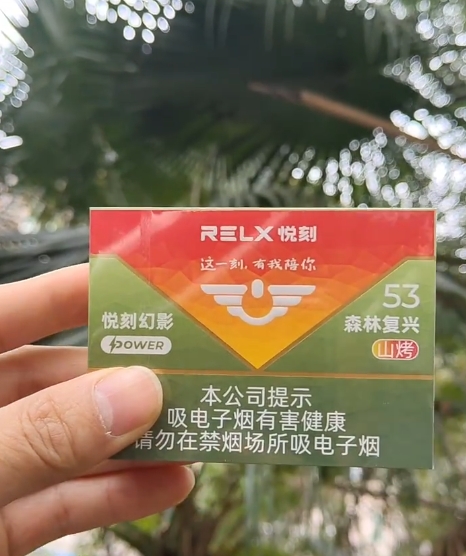 RELX 悦刻
这一刻,有我陪你
53
悦刻幻影
森林复兴
POWER
山烤
本公司提示
吸电子烟有害健康
请勿在禁烟场所吸电子烟